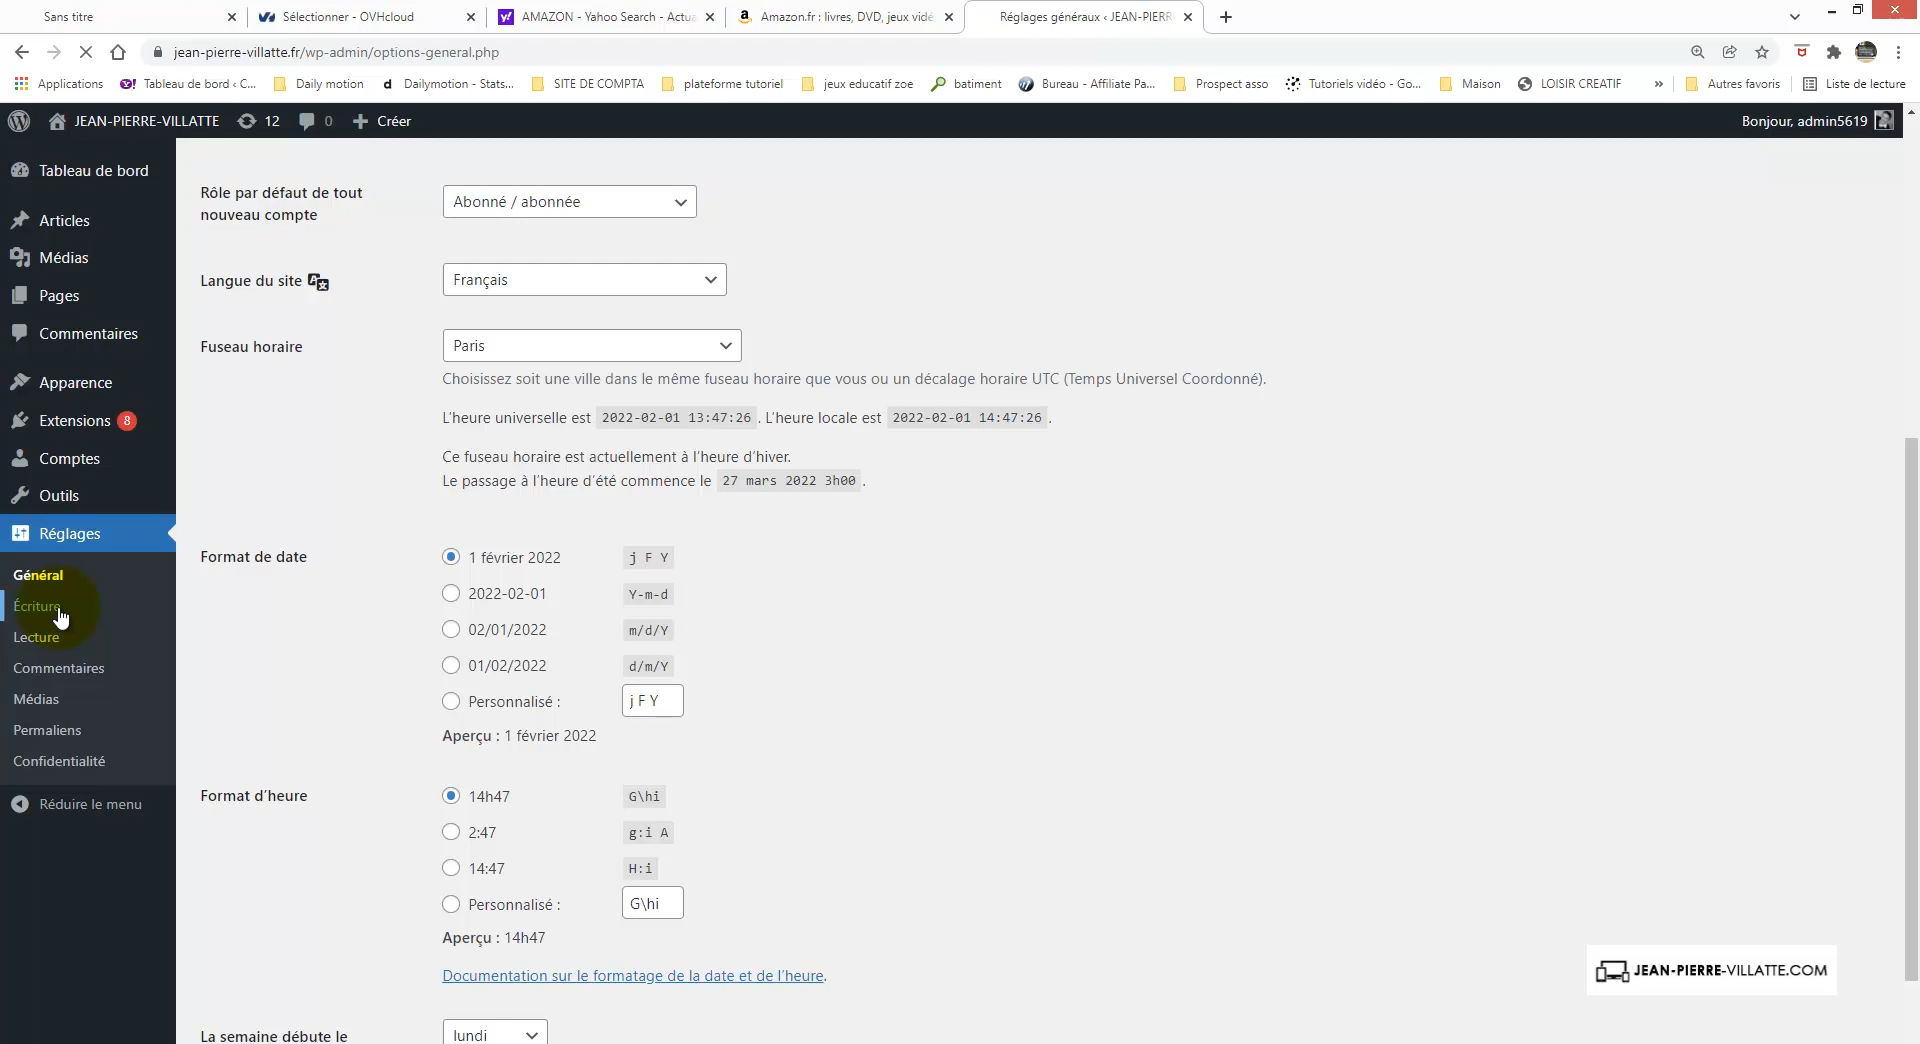 Sans titre
Sélectionner - OVHcloud
AMAZON - Yahoo Search - Actua
Amazon.fr : livres, DVD, jeux vidé
Réglages généraux ‹ JEAN-PIERR
jean-pierre-villatte.fr/wp-admin/options-general.php
Applications
Tableau de bord ‹ C...
Daily motion
Dailymotion - Stats...
SITE DE COMPTA
plateforme tutoriel
jeux educatif zoe
batiment
Bureau - Affiliate Pa...
Prospect asso
Tutoriels vidéo - Go...
Maison
LOISIR CREATIF
»
Autres favoris
Liste de lecture
JEAN-PIERRE-VILLATTE
12
0
Créer
Bonjour, admin5619
Tableau de bord
Articles
Médias
Pages
Commentaires
Apparence
Extensions 8
Comptes
Outils
Réglages
Général
Écriture
Lecture
Commentaires
Médias
Permaliens
Confidentialité
Réduire le menu
Rôle par défaut de tout
nouveau compte
Abonné / abonnée
Langue du site
Français
Fuseau horaire
Paris
Choisissez soit une ville dans le même fuseau horaire que vous ou un décalage horaire UTC (Temps Universel Coordonné).
L’heure universelle est 2022-02-01 13:47:26. L’heure locale est 2022-02-01 14:47:26.
Ce fuseau horaire est actuellement à l’heure d’hiver.
Le passage à l’heure d’été commence le 27 mars 2022 3h00.
Format de date
1 février 2022 j F Y
2022-02-01 Y-m-d
02/01/2022 m/d/Y
01/02/2022 d/m/Y
Personnalisé : j F Y
Aperçu : 1 février 2022
Format d’heure
14h47 G\hi
2:47 g:i A
14:47 H:i
Personnalisé : G\hi
Aperçu : 14h47
Documentation sur le formatage de la date et de l’heure.
La semaine débute le
lundi
JEAN-PIERRE-VILLATTE.COM